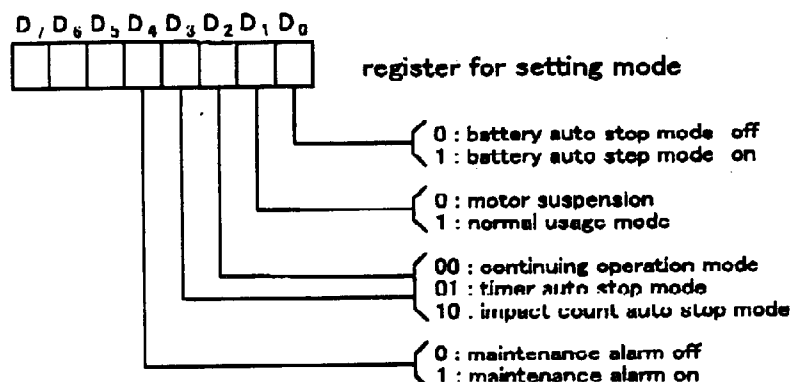 D7 D6 D5 D4 D3 D2 D1 D0
register for setting mode
0 : battery auto stop mode off
1 : battery auto step mode on
0 : motor suspension
1 : normal usage mode
00 : continuing operation mode
01 : timer auto stop mode
10 . impact count auto stop mode
0 : maintenance alarm off
1 : maintenance alarm on